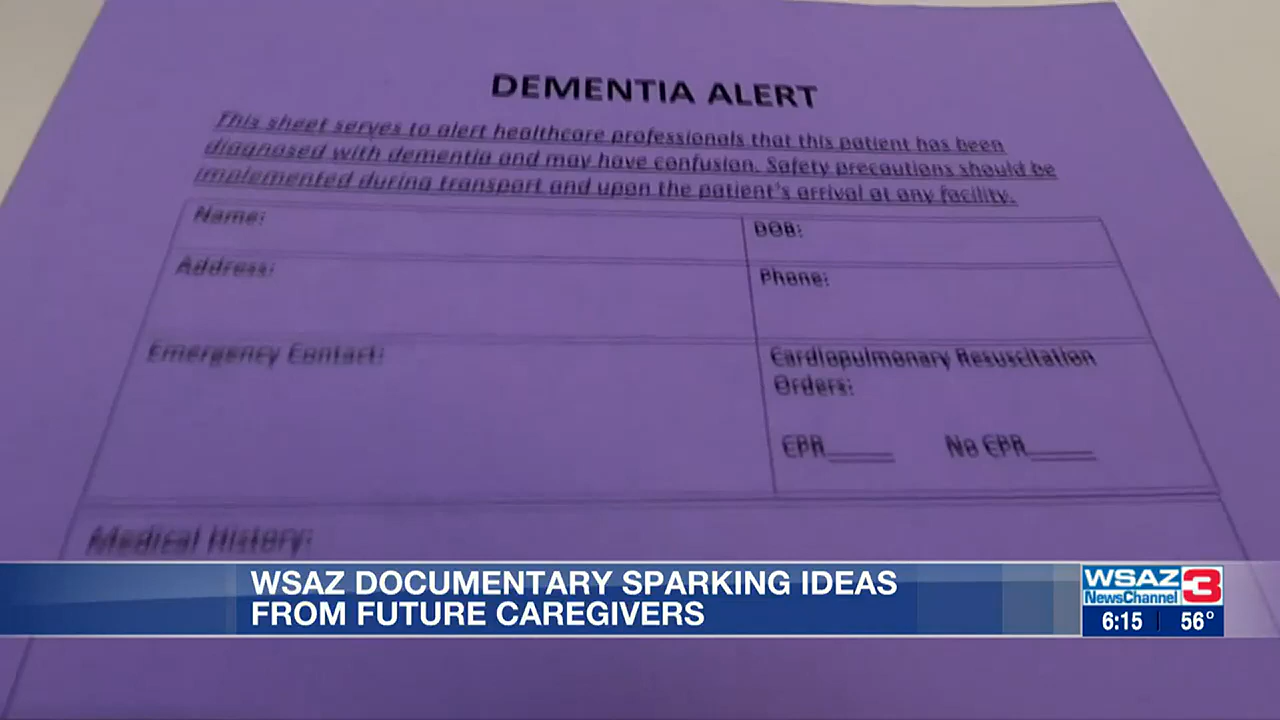 DEMENTIA ALERT
This sheet serves to alert healthcare professionals that this patient has been
diagnosed with dementia and may have confusion. Safety precautions should be
implemented during transport and upon the patient's arrival at any facility.
Name:
DOB:
Address:
Phone:
Emergency Contact:
Cardiopulmonary Resuscitation
Orders:
CPR_____ No CPR_____
Medical History:
WSAZ DOCUMENTARY SPARKING IDEAS
FROM FUTURE CAREGIVERS
WSAZ 3
NewsChannel
6:15 56°